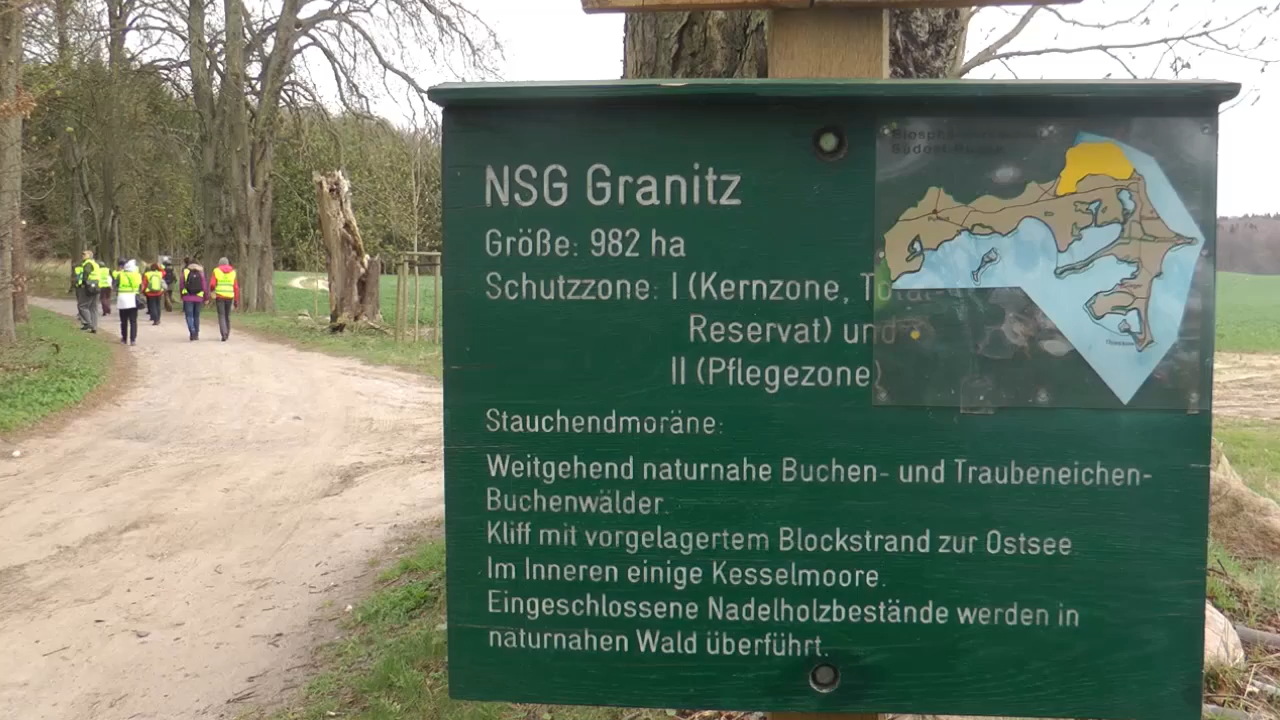 NSG Granitz
Größe: 982 ha
Schutzzone: I (Kernzone, Total-
Reservat) und
II (Pflegezone)
Stauchendmoräne:
Weitgehend naturnahe Buchen- und Traubeneichen-
Buchenwälder.
Kliff mit vorgelagertem Blockstrand zur Ostsee
Im Inneren einige Kesselmoore.
Eingeschlossene Nadelholzbestände werden in
naturnahen Wald überführt.